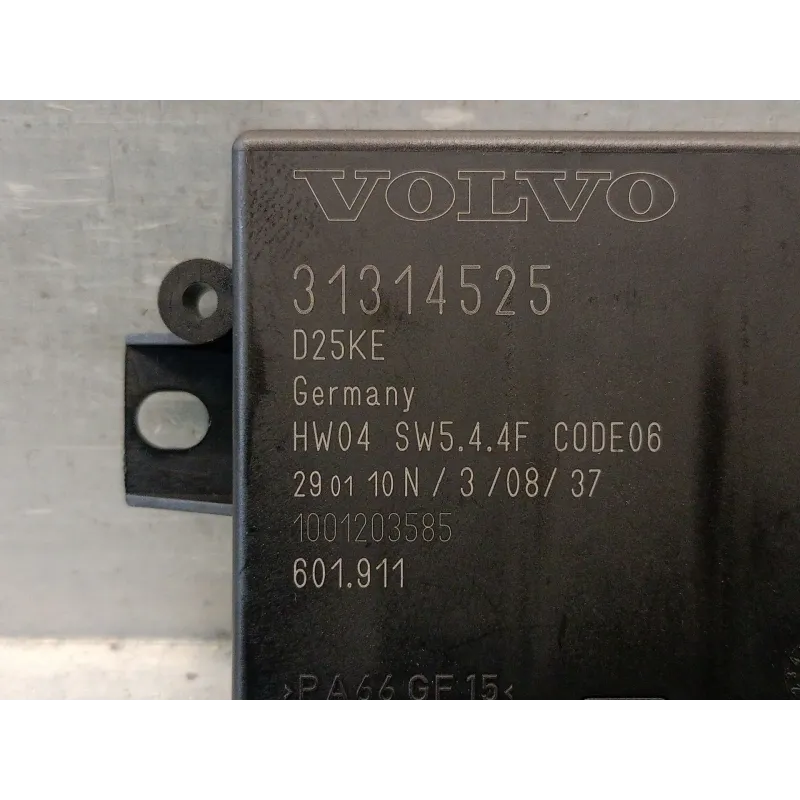 VOLVO
31314525
D25KE
Germany
HW04 SW5.4.4F CODE06
29 01 10 N / 3 / 08 / 37
1001203585
601.911
>PA66 GF15<